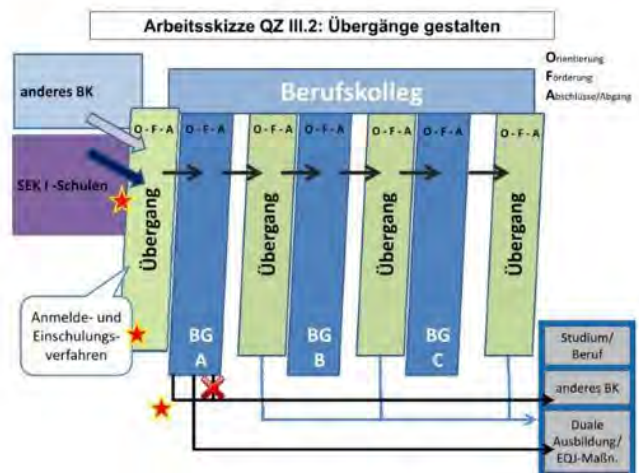 Arbeitsskizze QZ III.2: Übergänge gestalten
Orientierung
Förderung
Abschlüsse/Abgang
anderes BK
Berufskolleg
O - F - A
O - F - A
O - F - A
O - F - A
O - F - A
O - F - A
O - F - A
SEK I -Schulen
Übergang
Übergang
Übergang
Übergang
Anmelde- und
Einschulungs-
verfahren
BG
A
BG
B
BG
C
Studium/
Beruf
anderes BK
Duale
Ausbildung/
EQJ-Maßn.